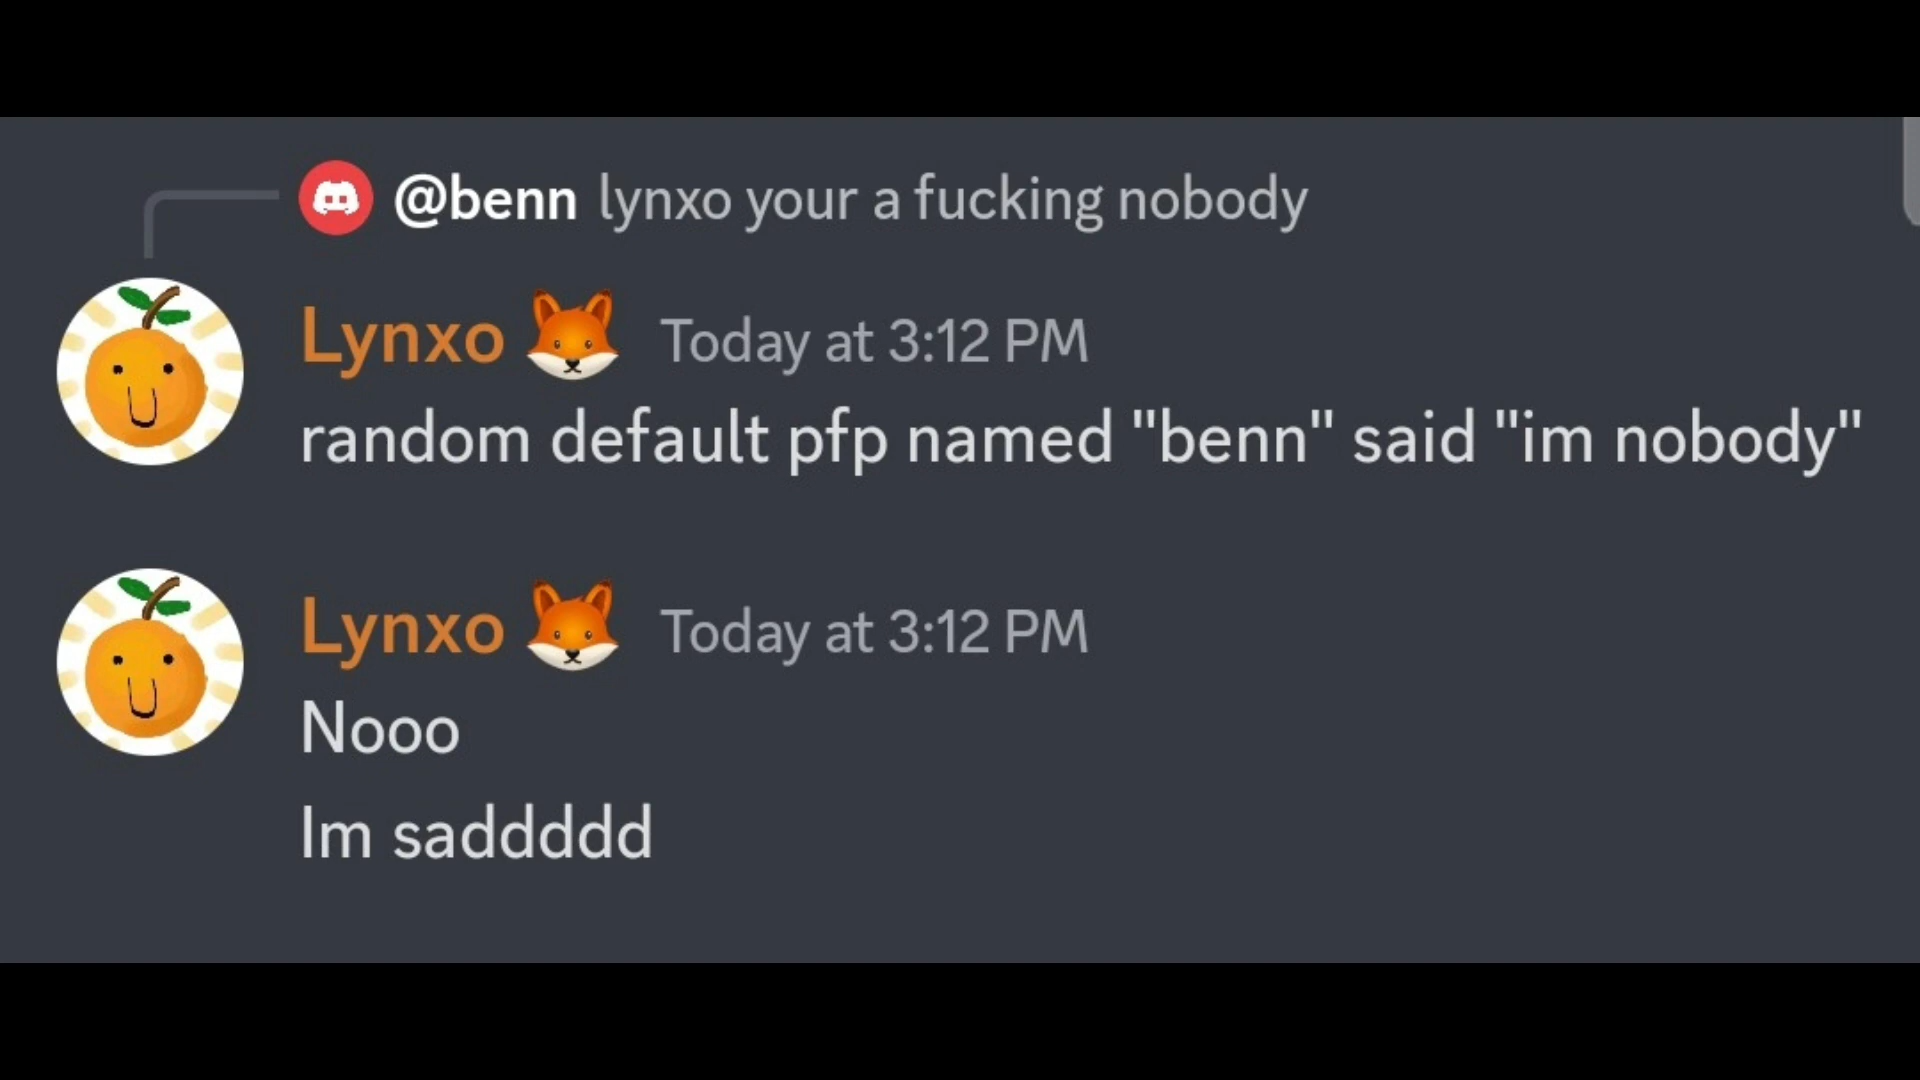 @benn lynxo your a fucking nobody
Lynxo🦊 Today at 3:12 PM
random default pfp named "benn" said "im nobody"
Lynxo🦊 Today at 3:12 PM
Nooo
Im saddddd